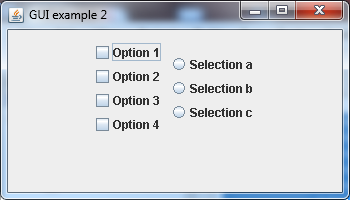 GUI example 2
Option 1
Option 2
Option 3
Option 4
Selection a
Selection b
Selection c